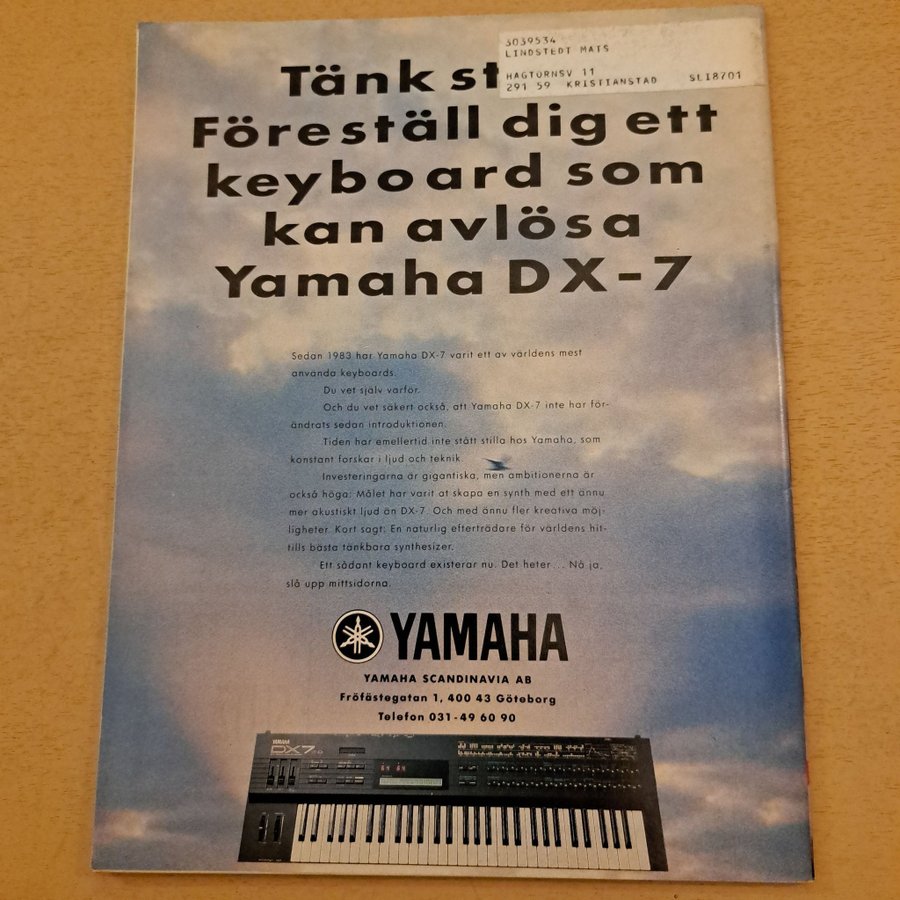 3039534
LINDSTEDT MATS
HAGTORNSV 11
291 59 KRISTIANSTAD SLI8701
Tänk st
Föreställ dig ett
keyboard som
kan avlösa
Yamaha DX-7
Sedan 1983 har Yamaha DX-7 varit ett av världens mest
använda keyboards.
Du vet själv varför.
Och du vet säkert också, att Yamaha DX-7 inte har för-
ändrats sedan introduktionen.
Tiden har emellertid inte stått stilla hos Yamaha, som
konstant forskar i ljud och teknik
Investeringarna är gigantiska, men ambitionerna är
också höga: Målet har varit at skapa en synth med ett ännu
mer akustiskt ljud än DX-7. Och med ännu fler kreativa möj-
ligheter. Kort sagt: En naturlig efterträdare för världens hit-
tills bästa tänkbara synthesizer.
Ett sådant keyboard existerar nu. Det heter ... Nå ja,
slå upp mittsidorna.
YAMAHA
YAMAHA SCANDINAVIA AB
Fröfästegatan 1, 400 43 Göteborg
Telefon 031-49 60 90
YAMAHA
DX7